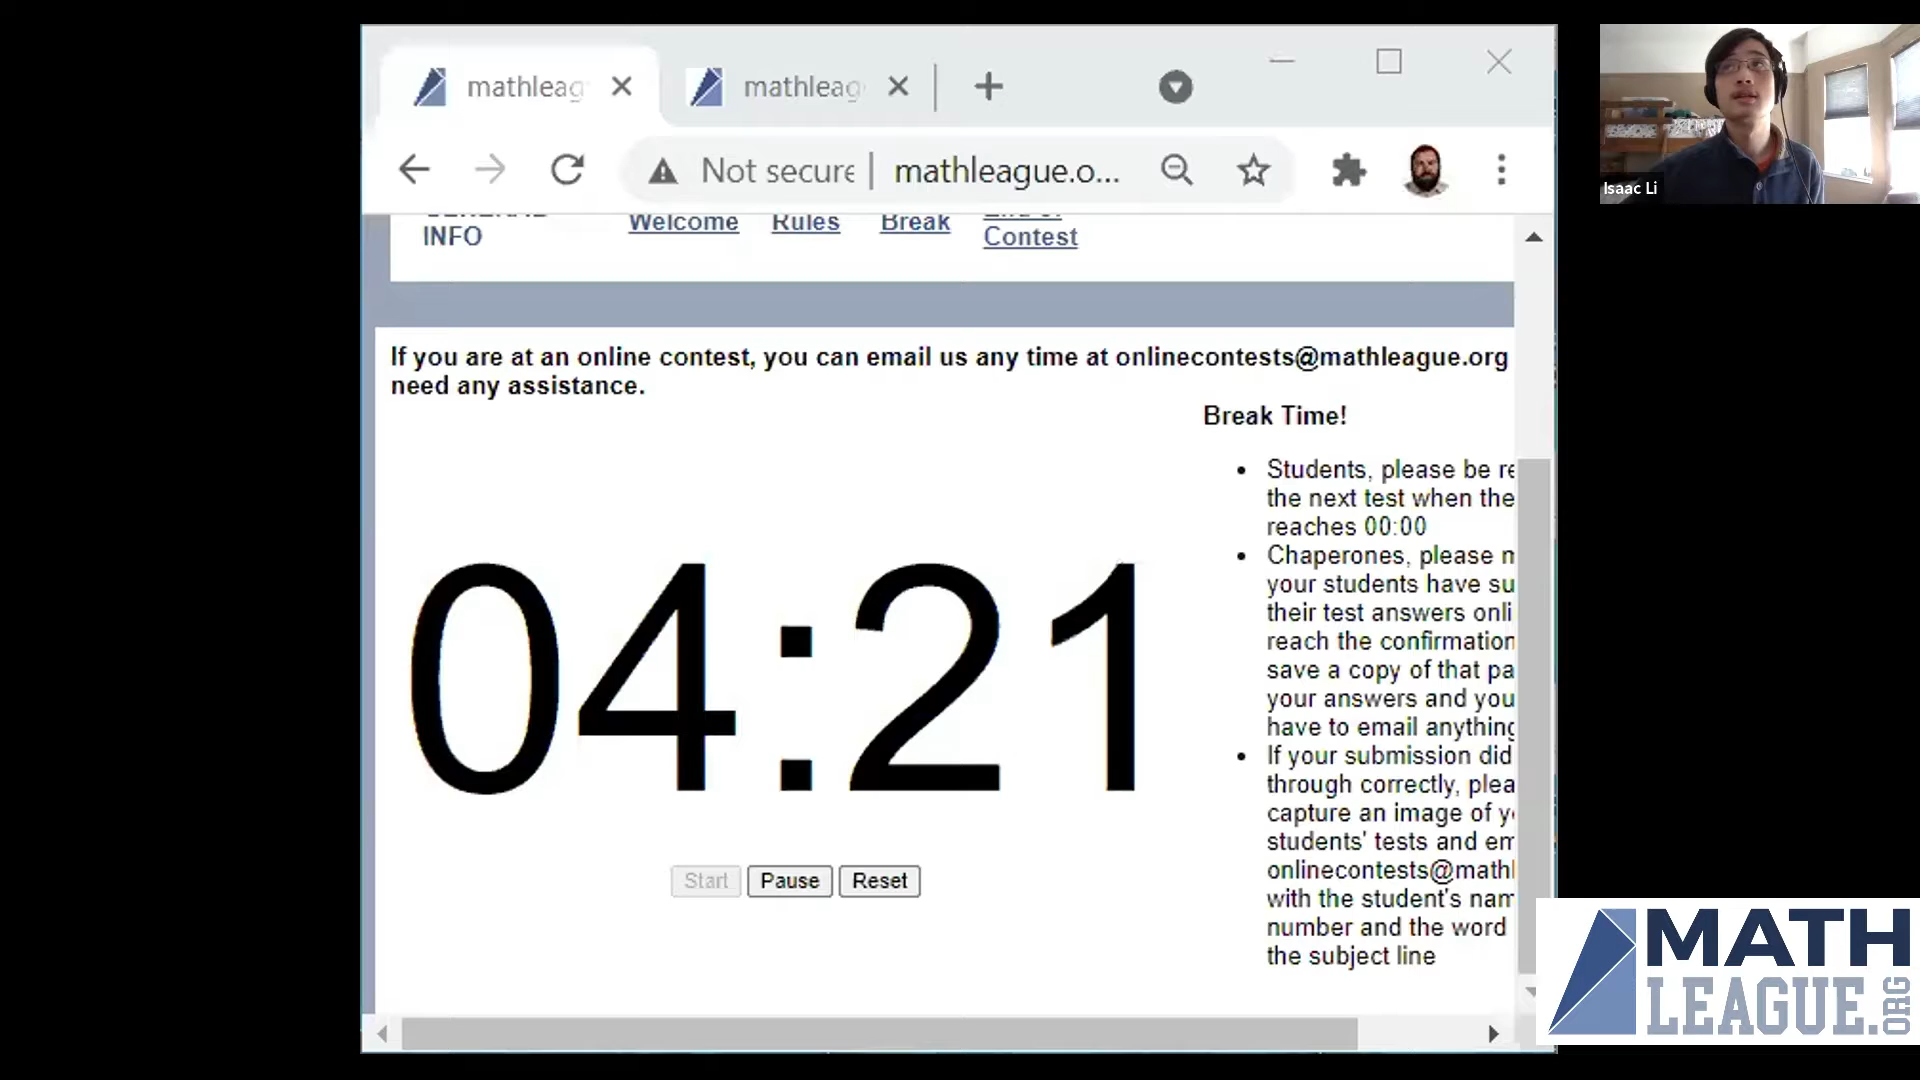 mathleag
mathleag
Not secure
mathleague.o...
INFO
Welcome
Rules
Break
End of
Contest
If you are at an online contest, you can email us any time at onlinecontests@mathleague.org
need any assistance.
Break Time!
Students, please be re
the next test when the
reaches 00:00
Chaperones, please m
your students have su
their test answers onli
reach the confirmation
save a copy of that pa
your answers and you
have to email anything
If your submission did
through correctly, plea
capture an image of y
students' tests and em
onlinecontests@mathl
with the student's nam
number and the word
the subject line
04:21
Start
Pause
Reset
Isaac Li
MATH
LEAGUE.ORG